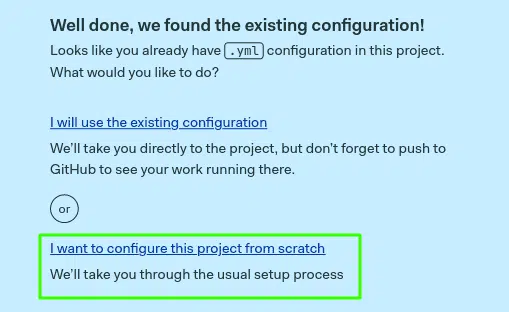 Well done, we found the existing configuration!
Looks like you already have .yml configuration in this project.
What would you like to do?
I will use the existing configuration
We'll take you directly to the project, but don't forget to push to
GitHub to see your work running there.
or
I want to configure this project from scratch
We'll take you through the usual setup process